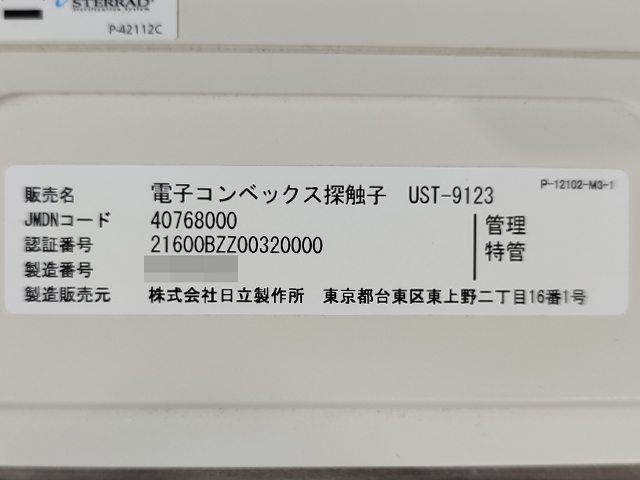 STERRAD
Sterilization System
P-42112C
P-12102-M3-1
販売名 電子コンベックス探触子 UST-9123
JMDNコード 40768000 管理
認証番号 21600BZZ00320000 特管
製造番号
製造販売元 株式会社日立製作所 東京都台東区東上野二丁目16番1号